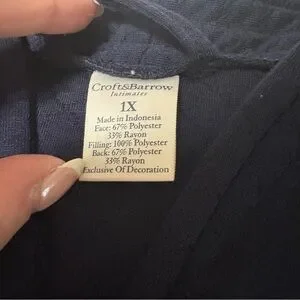 Croft&Barrow
Intimates
1X
Made in Indonesia
Face: 67% Polyester
33% Rayon
Filling: 100% Polyester
Back: 67% Polyester
33% Rayon
Exclusive Of Decoration